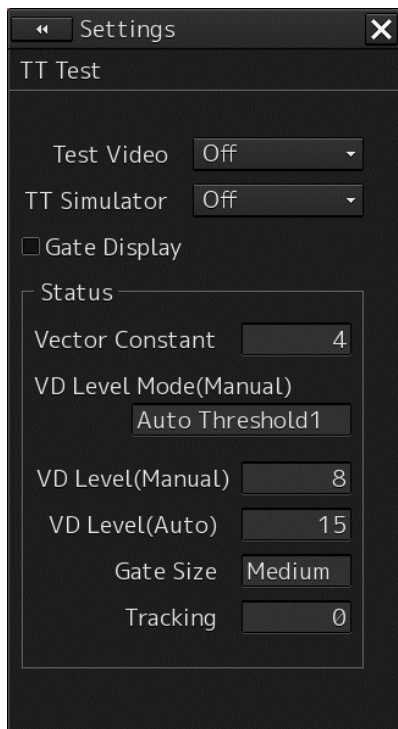 Settings
TT Test
Test Video Off
TT Simulator Off
Gate Display
Status
Vector Constant 4
VD Level Mode(Manual)
Auto Threshold1
VD Level(Manual) 8
VD Level(Auto) 15
Gate Size Medium
Tracking 0